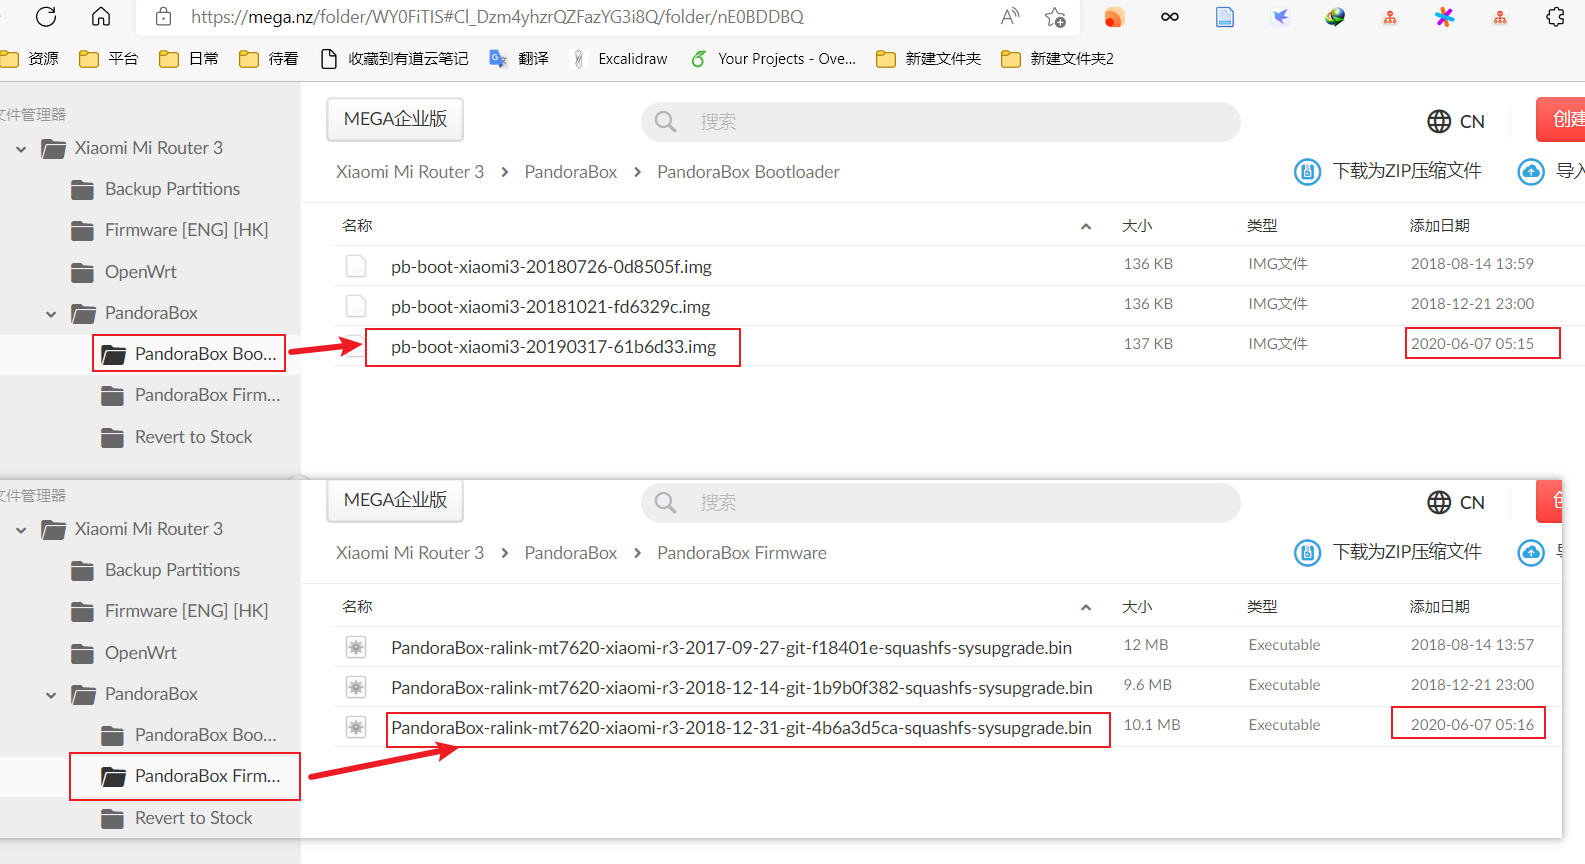 https://mega.nz/folder/WY0FiTIS#Cl_Dzm4yhzrQZFazYG3i8Q/folder/nE0BDDBQ
资源 平台 日常 待看 收藏到有道云笔记 翻译 Excalidraw Your Projects - Ove... 新建文件夹 新建文件夹2
文件管理器
Xiaomi Mi Router 3
Backup Partitions
Firmware [ENG] [HK]
OpenWrt
PandoraBox
PandoraBox Boo...
PandoraBox Firm...
Revert to Stock
MEGA企业版 搜索 CN 创建
Xiaomi Mi Router 3 PandoraBox PandoraBox Bootloader 下载为ZIP压缩文件 导入
名称 大小 类型 添加日期
pb-boot-xiaomi3-20180726-0d8505f.img 136 KB IMG文件 2018-08-14 13:59
pb-boot-xiaomi3-20181021-fd6329c.img 136 KB IMG文件 2018-12-21 23:00
pb-boot-xiaomi3-20190317-61b6d33.img 137 KB IMG文件 2020-06-07 05:15
文件管理器
Xiaomi Mi Router 3
Backup Partitions
Firmware [ENG] [HK]
OpenWrt
PandoraBox
PandoraBox Boo...
PandoraBox Firm...
Revert to Stock
MEGA企业版 搜索 CN
Xiaomi Mi Router 3 PandoraBox PandoraBox Firmware 下载为ZIP压缩文件
名称 大小 类型 添加日期
PandoraBox-ralink-mt7620-xiaomi-r3-2017-09-27-git-f18401e-squashfs-sysupgrade.bin 12 MB Executable 2018-08-14 13:57
PandoraBox-ralink-mt7620-xiaomi-r3-2018-12-14-git-1b9b0f382-squashfs-sysupgrade.bin 9.6 MB Executable 2018-12-21 23:00
PandoraBox-ralink-mt7620-xiaomi-r3-2018-12-31-git-4b6a3d5ca-squashfs-sysupgrade.bin 10.1 MB Executable 2020-06-07 05:16